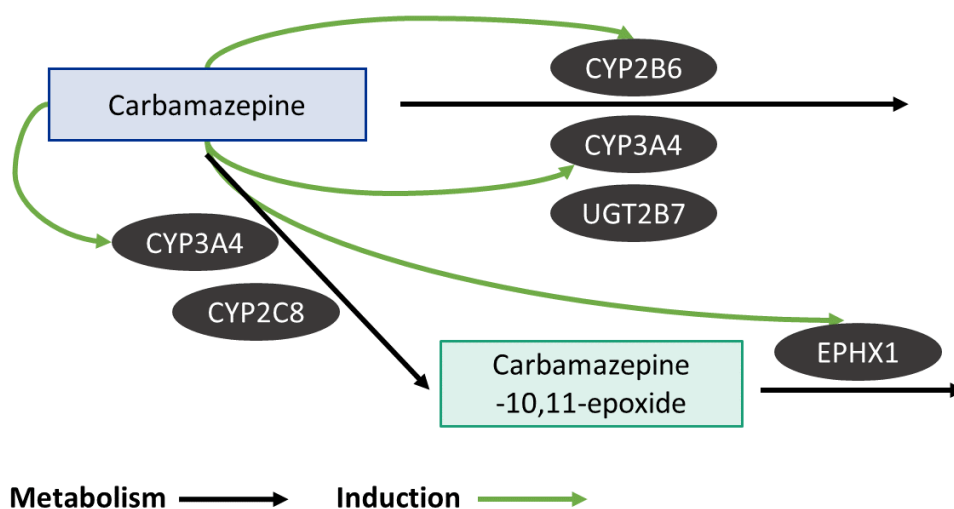 CYP2B6
Carbamazepine
CYP3A4
UGT2B7
CYP3A4
CYP2C8
EPHX1
Carbamazepine
-10,11-epoxide
Metabolism
Induction